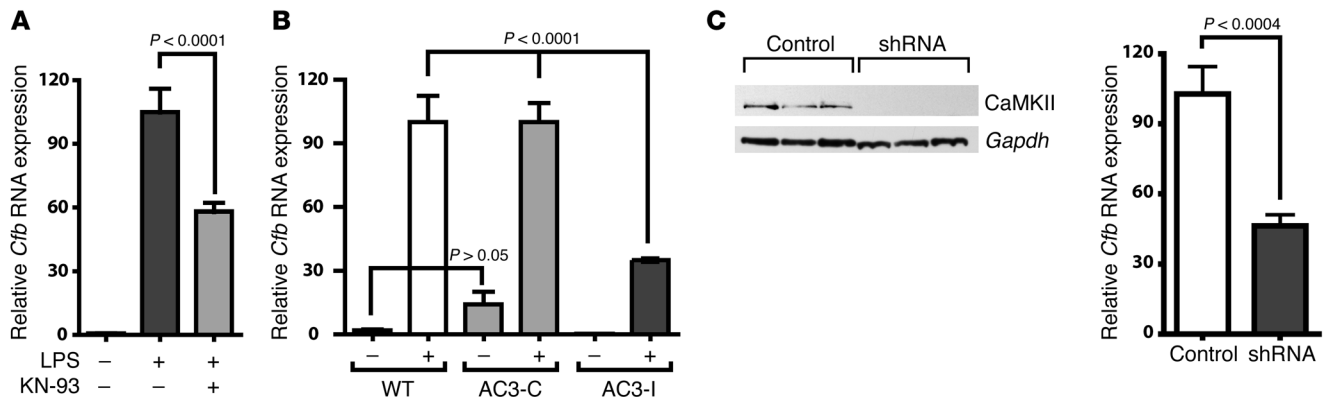 A
P < 0.0001
Relative Cfb RNA expression
120
90
60
30
0
LPS – + +
KN-93 – – +
B
P < 0.0001
Relative Cfb RNA expression
120
90
60
30
0
P > 0.05
– + – + – +
WT AC3-C AC3-I
C
Control shRNA
CaMKII
Gapdh
P < 0.0004
Relative Cfb RNA expression
120
90
60
30
0
Control shRNA